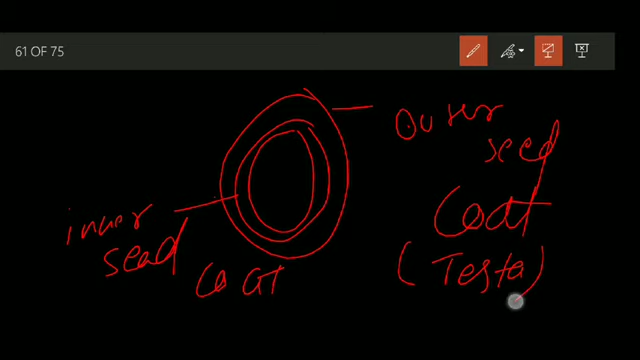 61 OF 75
Outer
seed
Coat
(Testa)
inner
seed
Coat